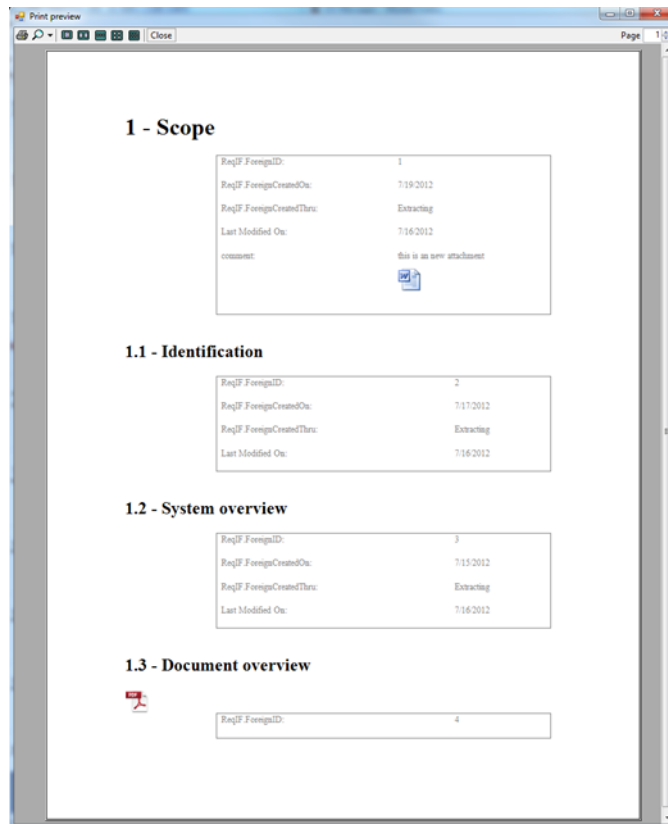 Print preview
Close Page 1
1 - Scope
ReqIF.ForeignID: 1
ReqIF.ForeignCreatedOn: 7/19/2012
ReqIF.ForeignCreatedThru: Extracting
Last Modified On: 7/16/2012
comment: this is an new attachment
W
1.1 - Identification
ReqIF.ForeignID: 2
ReqIF.ForeignCreatedOn: 7/17/2012
ReqIF.ForeignCreatedThru: Extracting
Last Modified On: 7/16/2012
1.2 - System overview
ReqIF.ForeignID: 3
ReqIF.ForeignCreatedOn: 7/15/2012
ReqIF.ForeignCreatedThru: Extracting
Last Modified On: 7/16/2012
1.3 - Document overview
PDF
ReqIF.ForeignID: 4